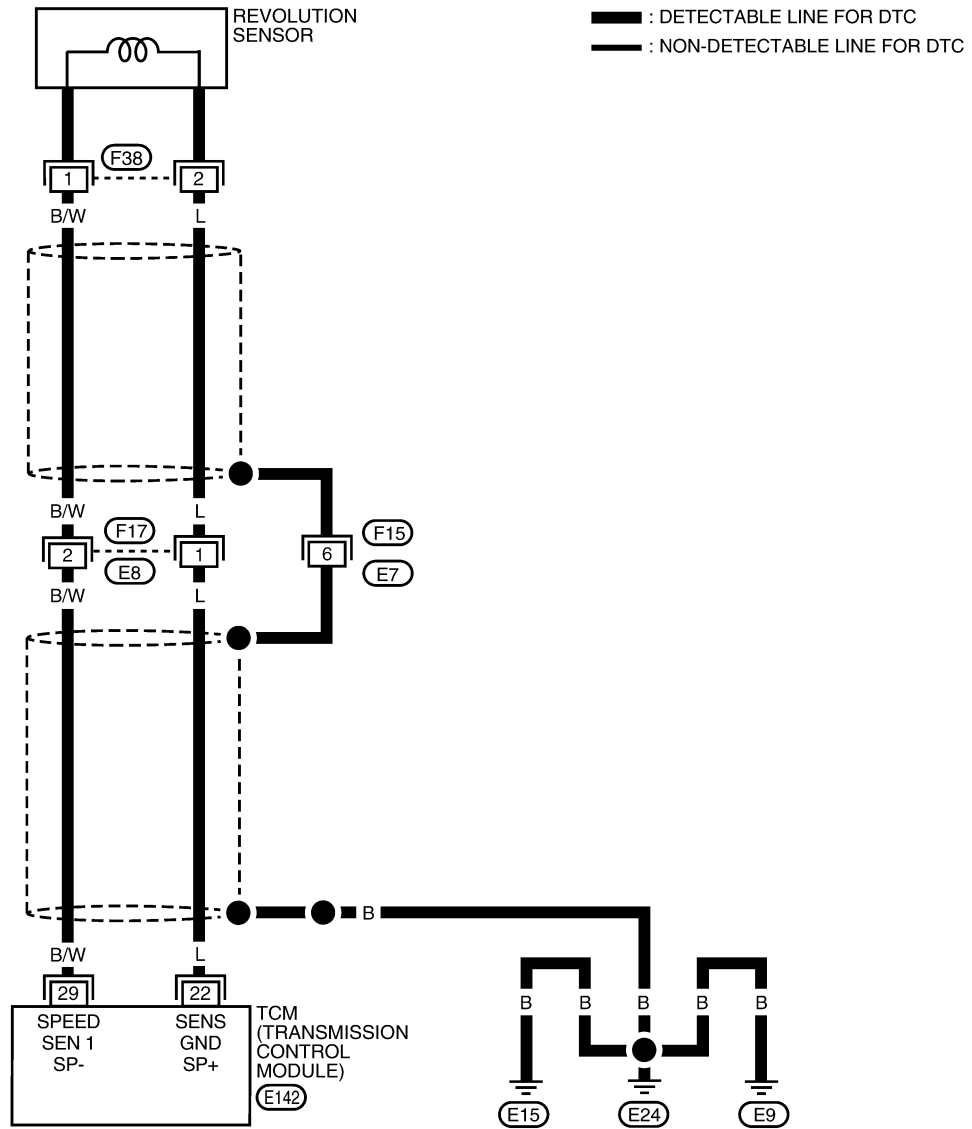 REVOLUTION
SENSOR
: DETECTABLE LINE FOR DTC
: NON-DETECTABLE LINE FOR DTC
F38
1
2
B/W
L
B/W
L
F17
F15
2
1
6
E8
E7
B/W
L
B
B/W
L
29
22
B
B
B
B
B
TCM
(TRANSMISSION
CONTROL
MODULE)
SPEED
SEN 1
SP-
SENS
GND
SP+
E142
E15
E24
E9